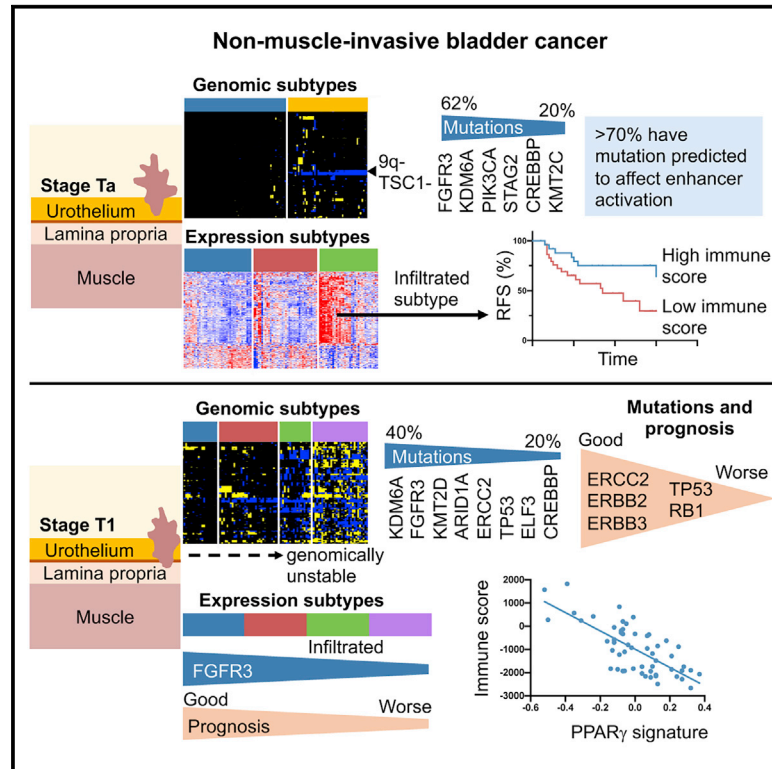 Non-muscle-invasive bladder cancer
Genomic subtypes
Stage Ta
Urothelium
Lamina propria
Muscle
9q-
TSC1-
62%
20%
Mutations
FGFR3
KDM6A
PIK3CA
STAG2
CREBBP
KMT2C
>70% have
mutation predicted
to affect enhancer
activation
Expression subtypes
Infiltrated
subtype
RFS (%)
100
50
High immune
score
Low immune
score
Time
Genomic subtypes
Stage T1
Urothelium
Lamina propria
Muscle
genomically
unstable
40%
20%
Mutations
KDM6A
FGFR3
KMT2D
ARID1A
ERCC2
TP53
ELF3
CREBBP
Mutations and
prognosis
Good
Worse
ERCC2
ERBB2
ERBB3
TP53
RB1
Expression subtypes
Infiltrated
FGFR3
Good
Worse
Prognosis
Immune score
2000
1000
0
-1000
-2000
-3000
-0.6 -0.4 -0.2 0.0 0.2 0.4
PPARγ signature